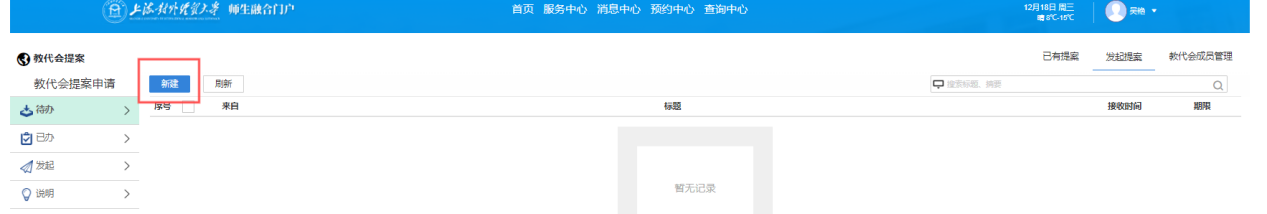 上海对外经贸大学 师生融合门户 首页 服务中心 消息中心 预约中心 查询中心 12月18日 周三 吴艳
晴 8℃-15℃
教代会提案 已有提案 发起提案 教代会成员管理
教代会提案申请 新建 刷新 搜索标题、摘要
待办 序号 来自 标题 接收时间 期限
已办
发起
暂无记录
说明